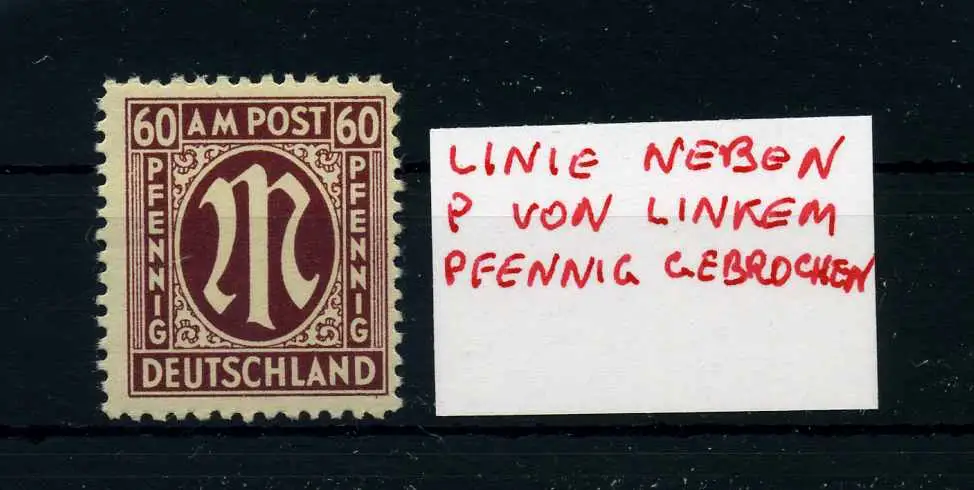 60 AM POST 60
PFENNIG
PFENNIG
DEUTSCHLAND
LINIE NEBEN
P VON LINKEM
PFENNIG GEBROCHEN